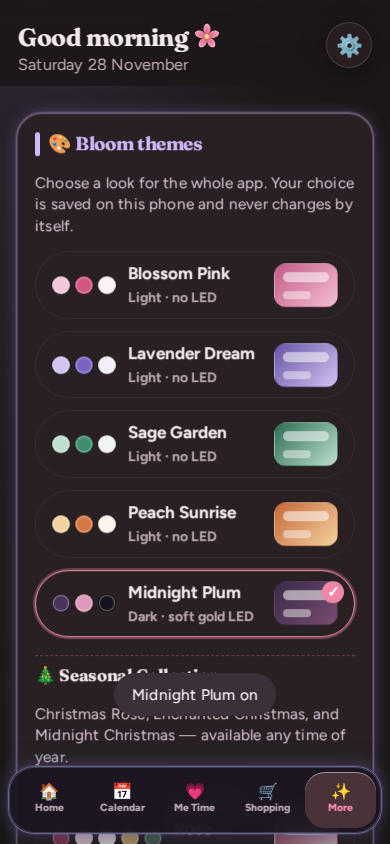 Good morning 🌸
Saturday 28 November
🎨 Bloom themes
Choose a look for the whole app. Your choice
is saved on this phone and never changes by
itself.
Blossom Pink
Light · no LED
Lavender Dream
Light · no LED
Sage Garden
Light · no LED
Peach Sunrise
Light · no LED
Midnight Plum
Dark · soft gold LED
🎄 Seasonal Collection
Midnight Plum on
Christmas Rose, Enchanted Christmas, and
Midnight Christmas — available any time of
year.
Home
Calendar
Me Time
Shopping
More